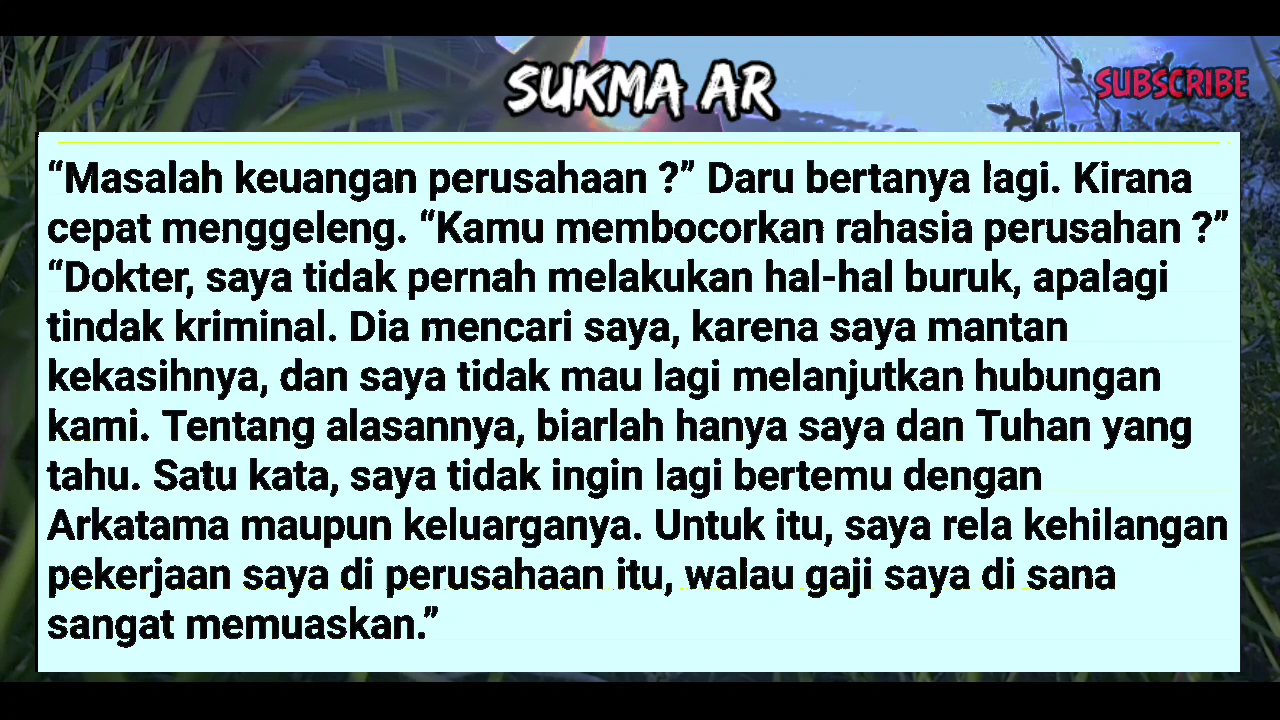 SUKMA AR
SUBSCRIBE
“Masalah keuangan perusahaan ?” Daru bertanya lagi. Kirana
cepat menggeleng. “Kamu membocorkan rahasia perusahan ?”
“Dokter, saya tidak pernah melakukan hal-hal buruk, apalagi
tindak kriminal. Dia mencari saya, karena saya mantan
kekasihnya, dan saya tidak mau lagi melanjutkan hubungan
kami. Tentang alasannya, biarlah hanya saya dan Tuhan yang
tahu. Satu kata, saya tidak ingin lagi bertemu dengan
Arkatama maupun keluarganya. Untuk itu, saya rela kehilangan
pekerjaan saya di perusahaan itu, walau gaji saya di sana
sangat memuaskan.”